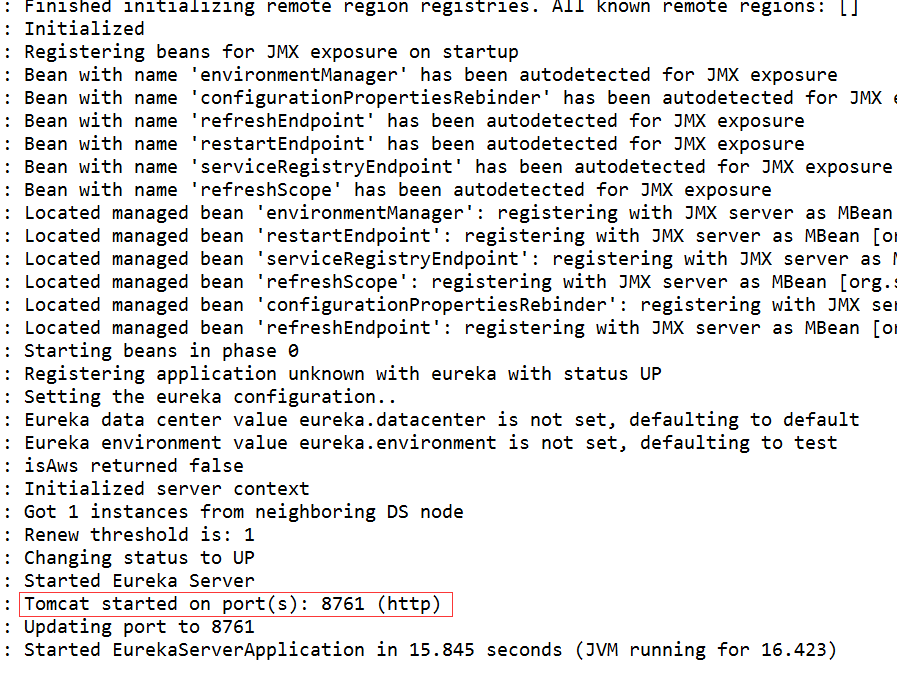 : Finished initializing remote region registries. All known remote regions: []
: Initialized
: Registering beans for JMX exposure on startup
: Bean with name 'environmentManager' has been autodetected for JMX exposure
: Bean with name 'configurationPropertiesRebinder' has been autodetected for JMX
: Bean with name 'refreshEndpoint' has been autodetected for JMX exposure
: Bean with name 'restartEndpoint' has been autodetected for JMX exposure
: Bean with name 'serviceRegistryEndpoint' has been autodetected for JMX exposure
: Bean with name 'refreshScope' has been autodetected for JMX exposure
: Located managed bean 'environmentManager': registering with JMX server as MBean
: Located managed bean 'restartEndpoint': registering with JMX server as MBean [or
: Located managed bean 'serviceRegistryEndpoint': registering with JMX server as
: Located managed bean 'refreshScope': registering with JMX server as MBean [org.s
: Located managed bean 'configurationPropertiesRebinder': registering with JMX ser
: Located managed bean 'refreshEndpoint': registering with JMX server as MBean [or
: Starting beans in phase 0
: Registering application unknown with eureka with status UP
: Setting the eureka configuration..
: Eureka data center value eureka.datacenter is not set, defaulting to default
: Eureka environment value eureka.environment is not set, defaulting to test
: isAws returned false
: Initialized server context
: Got 1 instances from neighboring DS node
: Renew threshold is: 1
: Changing status to UP
: Started Eureka Server
: Tomcat started on port(s): 8761 (http)
: Updating port to 8761
: Started EurekaServerApplication in 15.845 seconds (JVM running for 16.423)